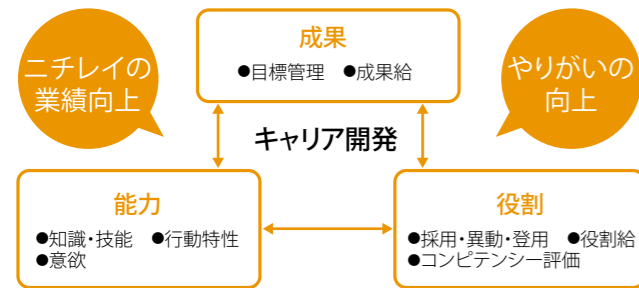 成果
●目標管理　●成果給
ニチレイの
業績向上
やりがいの
向上
キャリア開発
能力
●知識・技能　●行動特性
●意欲
役割
●採用・異動・登用　●役割給
●コンピテンシー評価